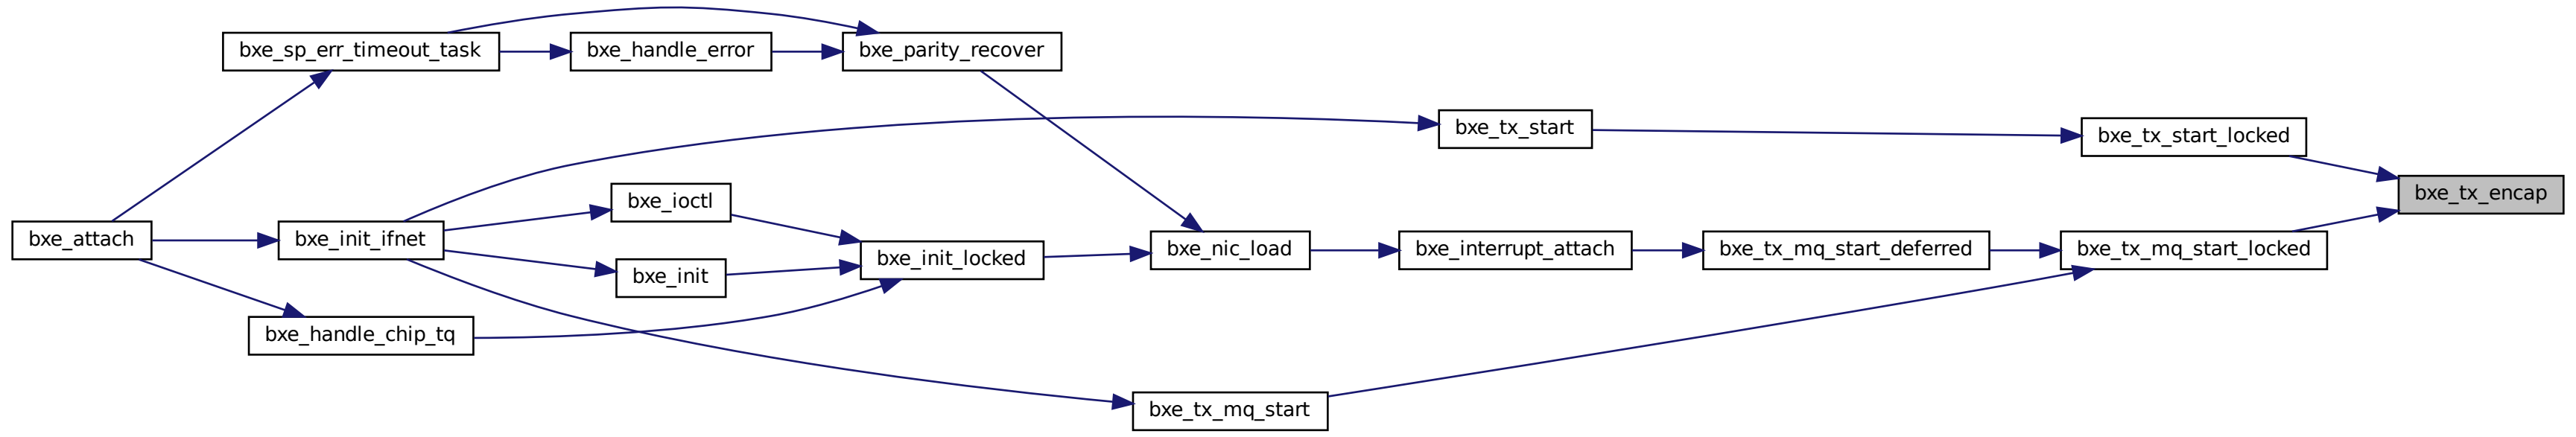 bxe_sp_err_timeout_task
bxe_handle_error
bxe_parity_recover
bxe_tx_start
bxe_tx_start_locked
bxe_tx_encap
bxe_ioctl
bxe_attach
bxe_init_ifnet
bxe_init_locked
bxe_nic_load
bxe_interrupt_attach
bxe_tx_mq_start_deferred
bxe_tx_mq_start_locked
bxe_init
bxe_handle_chip_tq
bxe_tx_mq_start